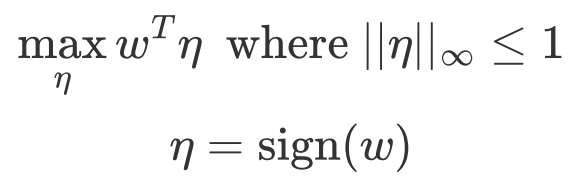 max_η w^T η where ||η||_∞ ≤ 1
η = sign(w)